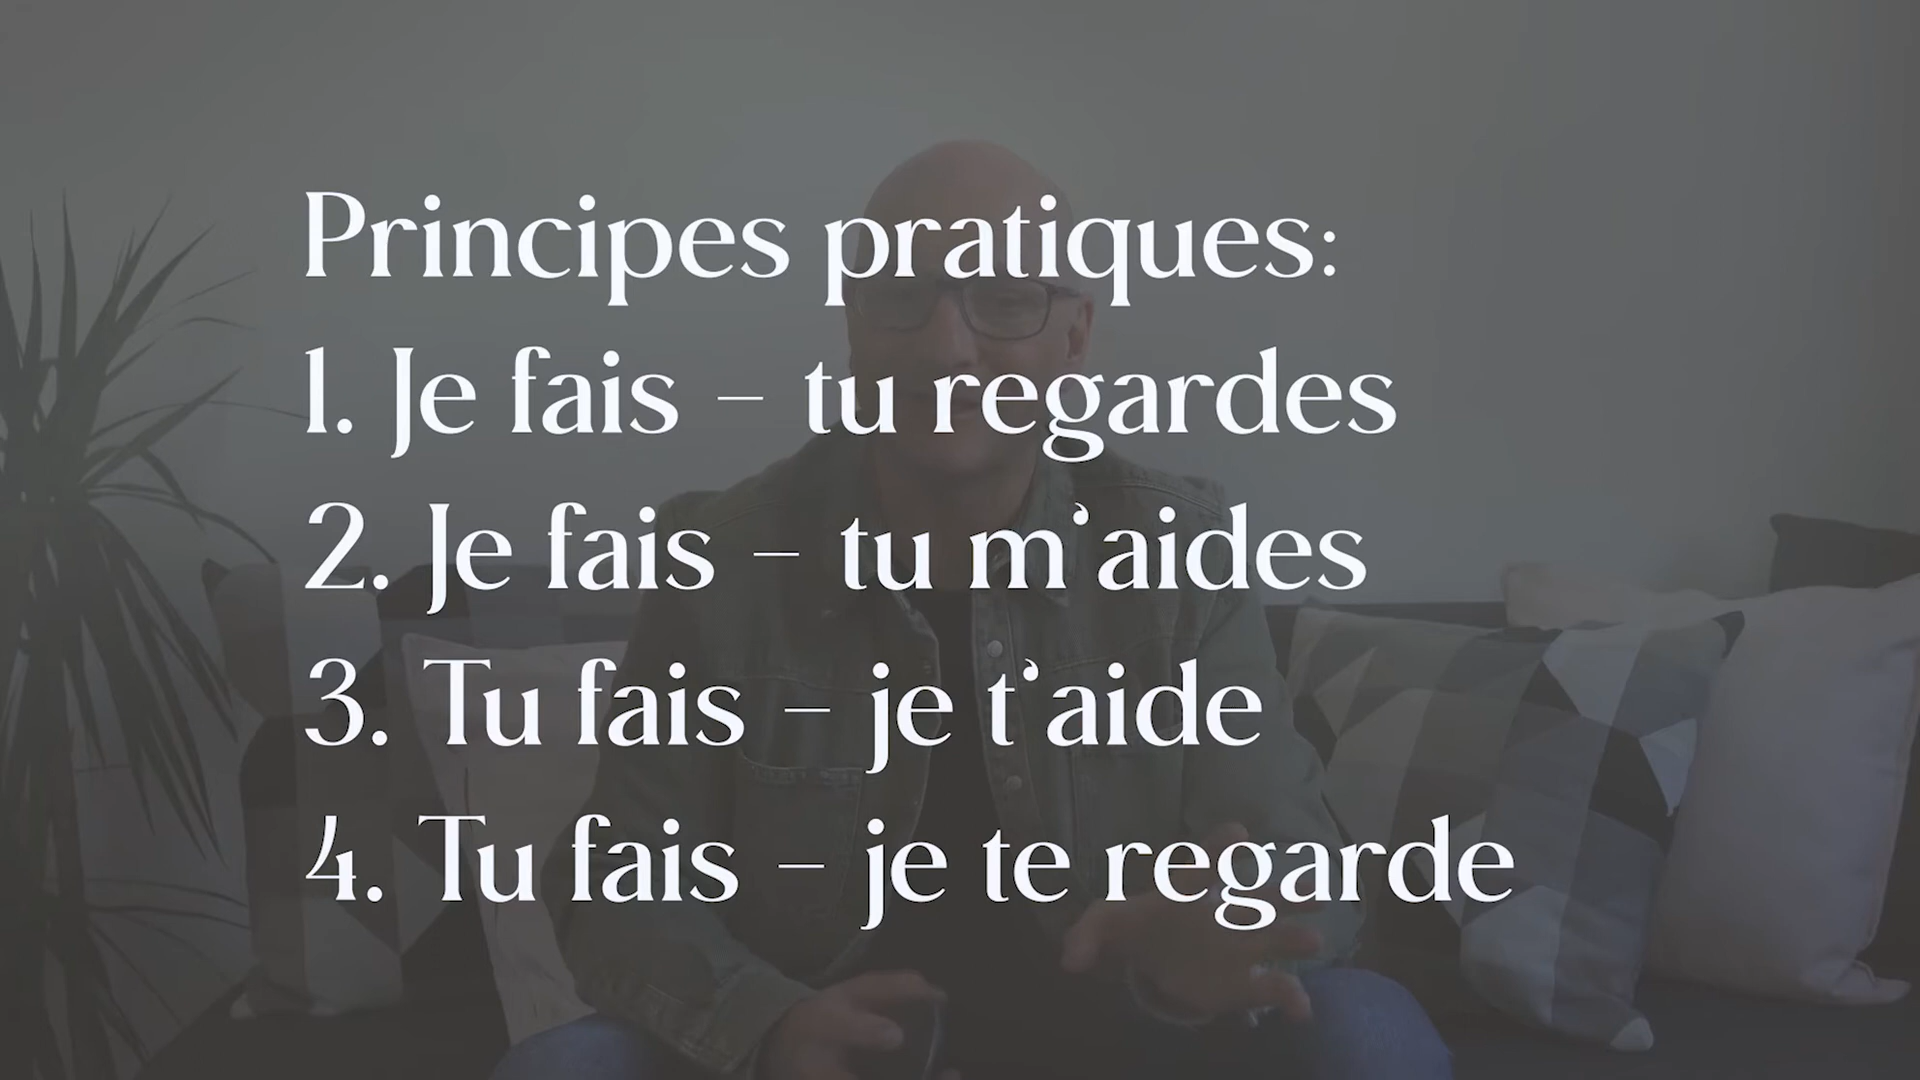 Principes pratiques:
1. Je fais – tu regardes
2. Je fais – tu m'aides
3. Tu fais – je t'aide
4. Tu fais – je te regarde